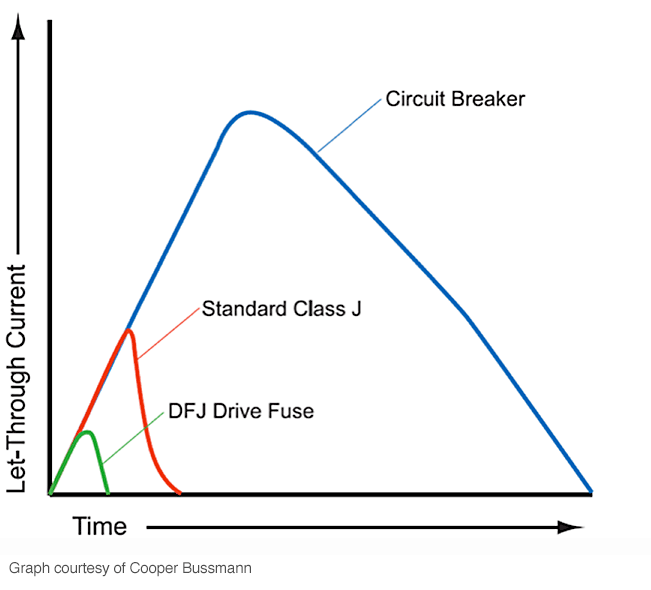 Circuit Breaker
Let-Through Current
Standard Class J
DFJ Drive Fuse
Time
Graph courtesy of Cooper Bussmann